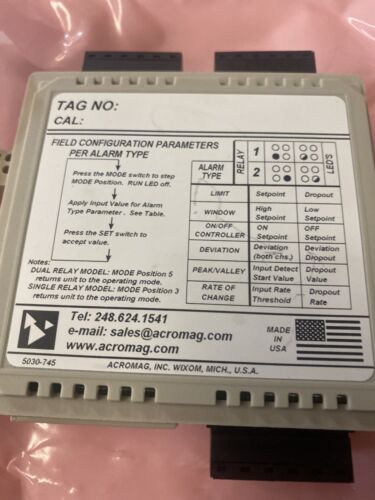 TAG NO:
CAL:
FIELD CONFIGURATION PARAMETERS
PER ALARM TYPE
Press the MODE switch to step
MODE Position. RUN LED off.
Apply Input Value for Alarm
Type Parameter . See Table.
Press the SET switch to
accept value.
Notes:
DUAL RELAY MODEL: MODE Position 5
returns unit to the operating mode.
SINGLE RELAY MODEL: MODE Position 3
returns unit to the operating mode.
ALARM
TYPE
RELAY
1
2
LED'S
LIMIT Setpoint Dropout
WINDOW High
Setpoint Low
Setpoint
ON/OFF
CONTROLLER ON
Setpoint OFF
Setpoint
DEVIATION Deviation
(both chs.) Deviation
Dropout
PEAK/VALLEY Input Detect
Start Value Dropout
Value
RATE OF
CHANGE Input Rate
Threshold Dropout
Rate
Tel: 248.624.1541
e-mail: sales@acromag.com
www.acromag.com
MADE
IN
USA
5030-745
ACROMAG, INC. WIXOM, MICH., U.S.A.